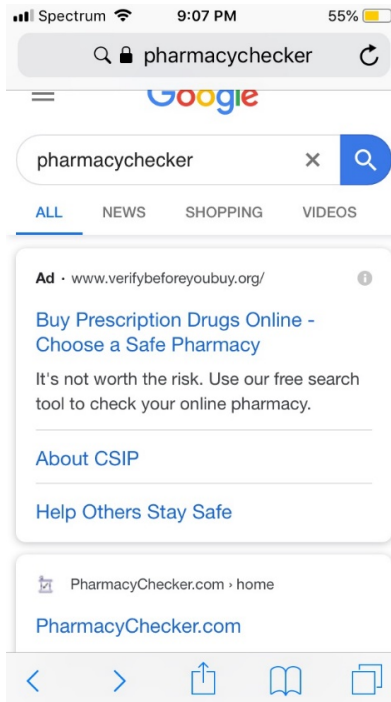 Spectrum 9:07 PM 55%
pharmacychecker
Google
pharmacychecker
ALL NEWS SHOPPING VIDEOS
Ad · www.verifybeforeyoubuy.org/
Buy Prescription Drugs Online -
Choose a Safe Pharmacy
It's not worth the risk. Use our free search
tool to check your online pharmacy.
About CSIP
Help Others Stay Safe
PharmacyChecker.com › home
PharmacyChecker.com